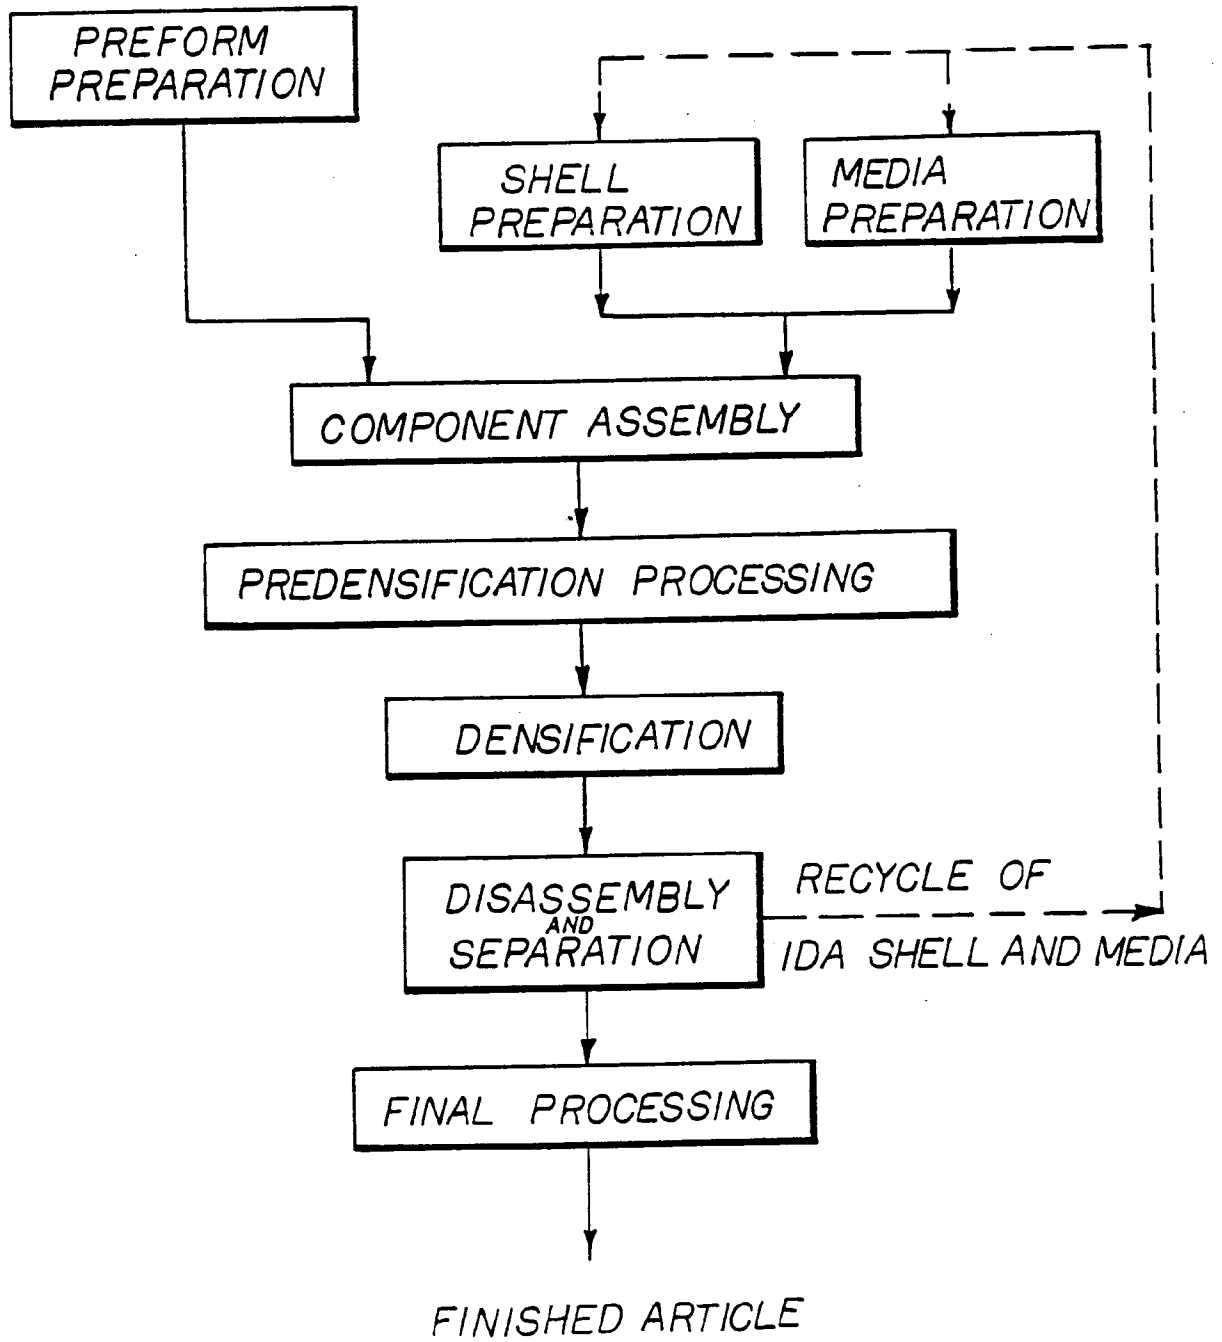 PREFORM
PREPARATION
SHELL
PREPARATION
MEDIA
PREPARATION
COMPONENT ASSEMBLY
PREDENSIFICATION PROCESSING
DENSIFICATION
DISASSEMBLY
AND
SEPARATION
RECYCLE OF
IDA SHELL AND MEDIA
FINAL PROCESSING
FINISHED ARTICLE